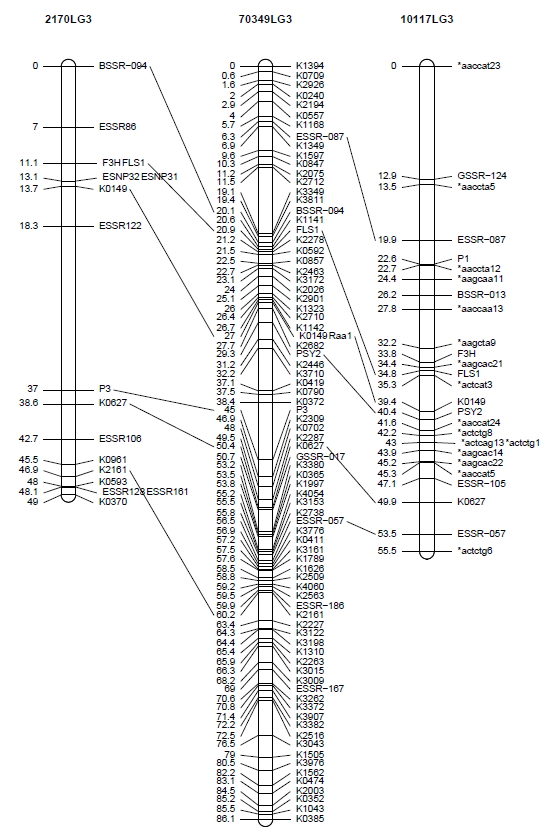 2170LG3
0 BSSR-094
7 ESSR86
11.1 F3H FLS1
13.1 ESNP32 ESNP31
13.7 K0149
18.3 ESSR122
37 P3
38.6 K0627
42.7 ESSR106
45.5 K0961
46.9 K2161
48 K0593
48.1 ESSR128 ESSR161
49 K0370
70349LG3
0 K1394
0.6 K0709
1.6 K2926
2 K0240
2.9 K2194
4 K0557
5.7 K1168
6.3 ESSR-087
6.9 K1349
9.6 K1597
10.3 K0847
11.2 K2075
11.5 K2712
19.1 K3349
19.4 K3811
20.1 BSSR-094
20.6 K1141
20.9 FLS1
21.2 K2278
21.5 K0592
22.5 K0857
22.7 K2463
23.1 K3172
24 K2026
25.1 K2901
26 K1323
26.4 K2710
26.7 K1142
27 K0149 Raa1
27.7 K2682
29.3 PSY2
31.2 K2446
32.2 K3710
37.1 K0419
37.5 K0790
38.4 K0372
45 P3
46.9 K2309
48 K0702
49.5 K2287
50.4 K0627
50.7 GSSR-017
53.2 K3380
53.5 K0365
53.8 K1997
55.2 K4054
55.5 K3153
55.8 K2738
56.5 ESSR-057
56.9 K3776
57.2 K0411
57.5 K3161
57.6 K1789
58.5 K1626
58.8 K2509
59.2 K4060
59.5 K2563
59.9 ESSR-186
60.2 K2161
63.4 K2227
64.3 K3122
64.4 K3198
65.4 K1310
65.9 K2263
66.3 K3015
68.2 K3009
69 ESSR-167
70.6 K3262
70.8 K3372
71.4 K3907
72.2 K3382
72.5 K2516
76.5 K3043
79 K1505
80.5 K3976
82.2 K1562
83.1 K0474
84.5 K2003
85.2 K0352
85.5 K1043
86.1 K0385
10117LG3
0 *aaccat23
12.9 GSSR-124
13.5 *aaccta5
19.9 ESSR-087
22.6 P1
22.7 *aaccta12
24.4 *aagcaa11
26.2 BSSR-013
27.8 *aaccaa13
32.2 *aagcta9
33.8 F3H
34.4 *aagcac21
34.8 FLS1
35.3 *actcat3
39.4 K0149
40.4 PSY2
41.6 *aaccat24
42.2 *actctg8
43 *actcag13 *actctg1
43.9 *aagcac14
45.2 *aagcac22
45.3 *aaccat5
47.1 ESSR-105
49.9 K0627
53.5 ESSR-057
55.5 *actctg6